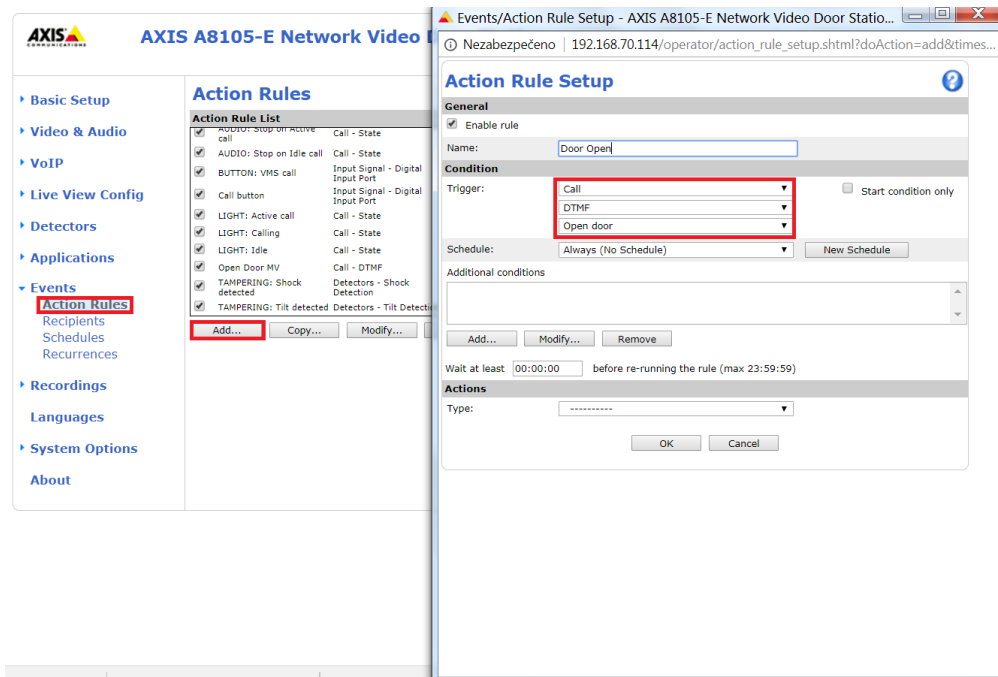 AXIS
COMMUNICATIONS
AXIS A8105-E Network Video
Basic Setup
Video & Audio
VoIP
Live View Config
Detectors
Applications
Events
Action Rules
Recipients
Schedules
Recurrences
Recordings
Languages
System Options
About
Action Rules
Action Rule List
AUDIO: Stop on Active call Call - State
AUDIO: Stop on Idle call Call - State
BUTTON: VMS call Input Signal - Digital Input Port
Call button Input Signal - Digital Input Port
LIGHT: Active call Call - State
LIGHT: Calling Call - State
LIGHT: Idle Call - State
Open Door MV Call - DTMF
TAMPERING: Shock detected Detectors - Shock Detection
TAMPERING: Tilt detected Detectors - Tilt Detecti
Add... Copy... Modify...
Events/Action Rule Setup - AXIS A8105-E Network Video Door Statio...
Nezabezpečeno 192.168.70.114/operator/action_rule_setup.shtml?doAction=add&times...
Action Rule Setup
General
Enable rule
Name: Door Open
Condition
Trigger: Call
Start condition only
DTMF
Open door
Schedule: Always (No Schedule) New Schedule
Additional conditions
Add... Modify... Remove
Wait at least 00:00:00 before re-running the rule (max 23:59:59)
Actions
Type: ----------
OK Cancel